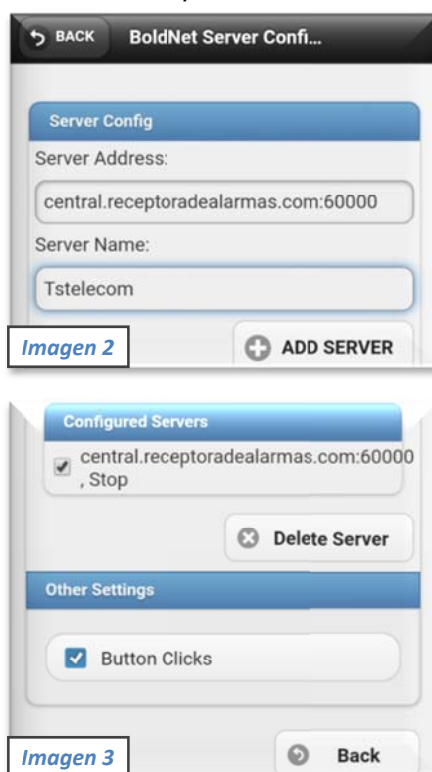 BACK BoldNet Server Confi...
Server Config
Server Address:
central.receptoradealarmas.com:60000
Server Name:
Tstelecom
Imagen 2
ADD SERVER
Configured Servers
central.receptoradealarmas.com:60000
, Stop
Delete Server
Other Settings
Button Clicks
Imagen 3
Back